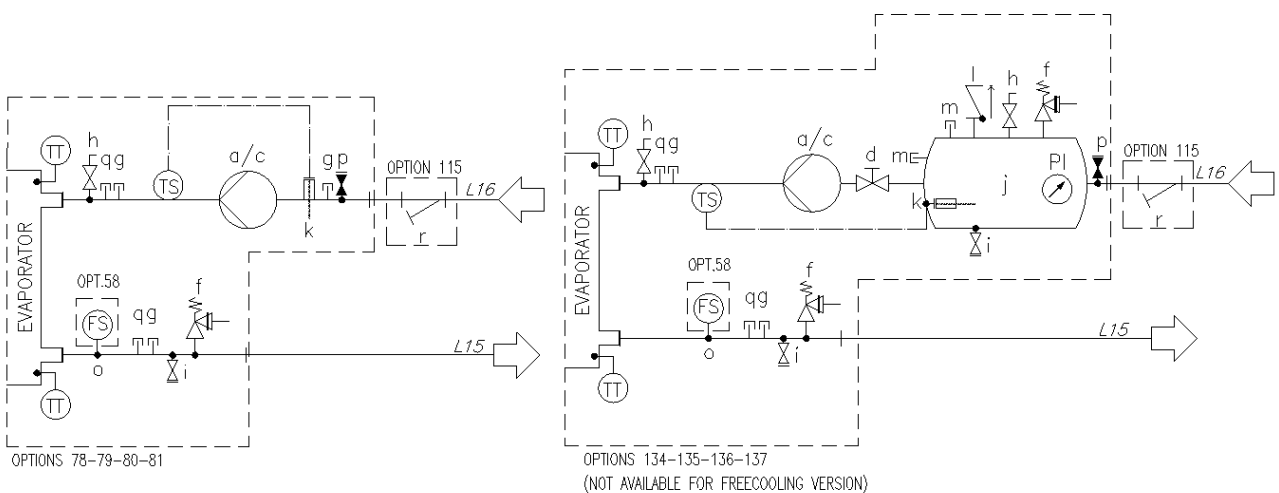 TT
h
qg
TS
a/c
gp
k
OPTION 115
r
L16
EVAPORATOR
OPT.58
FS
o
qg
i
f
L15
TT
OPTIONS 78-79-80-81
TT
h
qg
TS
a/c
d
m
m
l
h
f
k
j
PI
i
p
OPTION 115
r
L16
EVAPORATOR
OPT.58
FS
o
qg
i
f
L15
TT
OPTIONS 134-135-136-137
(NOT AVAILABLE FOR FREECOOLING VERSION)